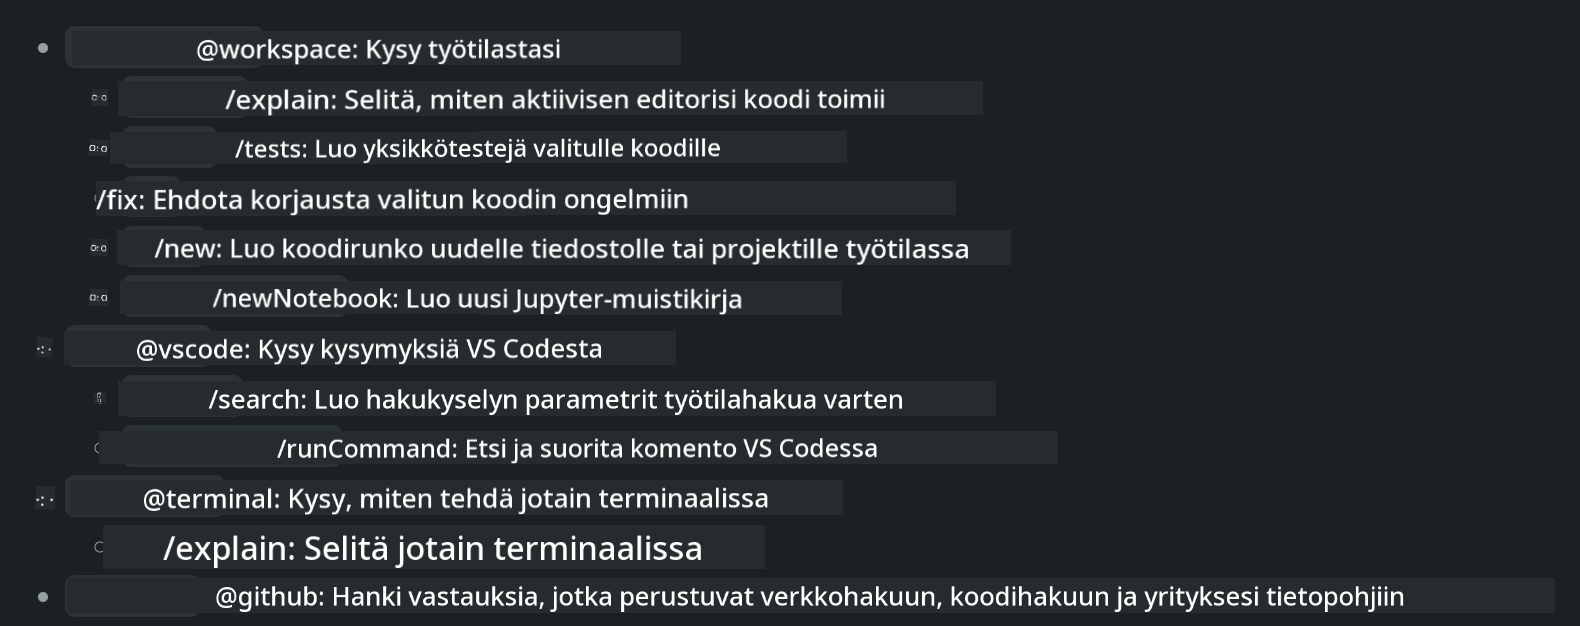 @workspace: Kysy työtilastasi
/explain: Selitä, miten aktiivisen editorisi koodi toimii
/tests: Luo yksikkötestejä valitulle koodille
/fix: Ehdota korjausta valitun koodin ongelmiin
/new: Luo koodirunko uudelle tiedostolle tai projektille työtilassa
/newNotebook: Luo uusi Jupyter-muistikirja
@vscode: Kysy kysymyksiä VS Codesta
/search: Luo hakukyselyn parametrit työtilahakua varten
/runCommand: Etsi ja suorita komento VS Codessa
@terminal: Kysy, miten tehdä jotain terminaalissa
/explain: Selitä jotain terminaalissa
@github: Hanki vastauksia, jotka perustuvat verkkohakuun, koodihakuun ja yrityksesi tietopohjiin